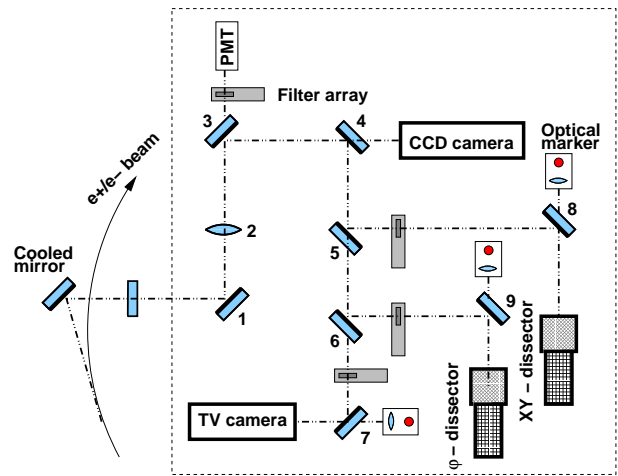 PMT
Filter array
3
4
CCD camera
Optical
marker
e+/e− beam
2
5
8
Cooled
mirror
1
9
6
XY − dissector
φ − dissector
TV camera
7